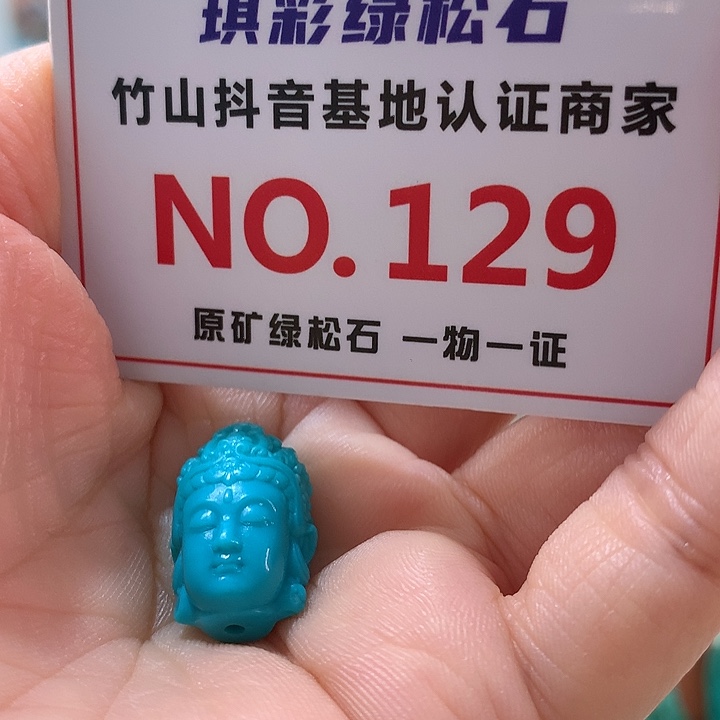 琪彩绿松石
竹山抖音基地认证商家
NO.129
原矿绿松石 一物一证